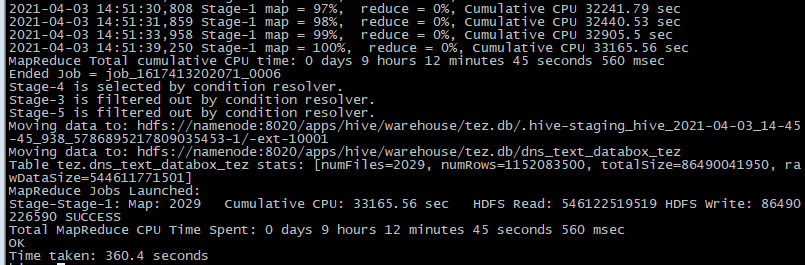 2021-04-03 14:51:30,808 Stage-1 map = 97%,  reduce = 0%, Cumulative CPU 32241.79 sec
2021-04-03 14:51:31,859 Stage-1 map = 98%,  reduce = 0%, Cumulative CPU 32440.53 sec
2021-04-03 14:51:33,958 Stage-1 map = 99%,  reduce = 0%, Cumulative CPU 32905.5 sec
2021-04-03 14:51:39,250 Stage-1 map = 100%,  reduce = 0%, Cumulative CPU 33165.56 sec
MapReduce Total cumulative CPU time: 0 days 9 hours 12 minutes 45 seconds 560 msec
Ended Job = job_1617413202071_0006
Stage-4 is selected by condition resolver.
Stage-3 is filtered out by condition resolver.
Stage-5 is filtered out by condition resolver.
Moving data to: hdfs://namenode:8020/apps/hive/warehouse/tez.db/.hive-staging_hive_2021-04-03_14-45
-45_938_5786895217809035453-1/-ext-10001
Moving data to: hdfs://namenode:8020/apps/hive/warehouse/tez.db/dns_text_databox_tez
Table tez.dns_text_databox_tez stats: [numFiles=2029, numRows=1152083500, totalSize=86490041950, ra
wDataSize=544611771501]
MapReduce Jobs Launched:
Stage-Stage-1: Map: 2029   Cumulative CPU: 33165.56 sec   HDFS Read: 546122519519 HDFS Write: 86490
226590 SUCCESS
Total MapReduce CPU Time Spent: 0 days 9 hours 12 minutes 45 seconds 560 msec
OK
Time taken: 360.4 seconds